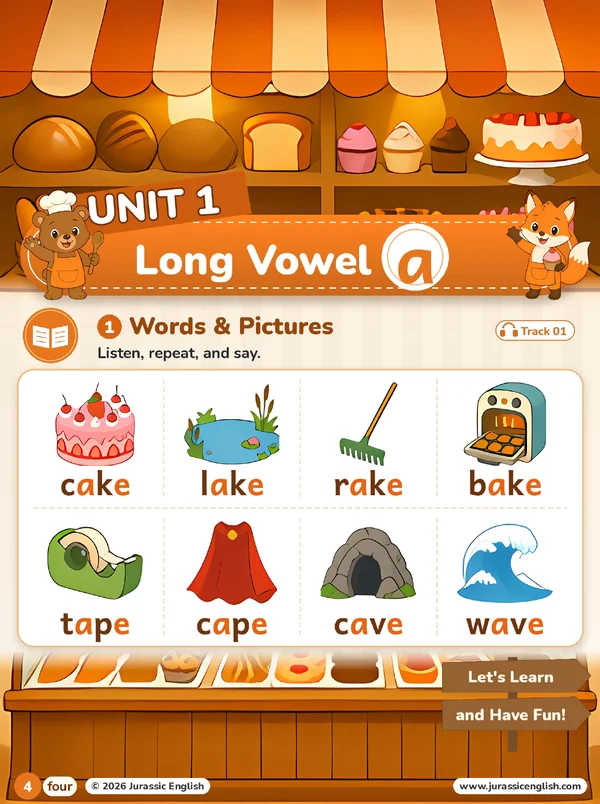 UNIT 1
Long Vowel a
1 Words & Pictures
Listen, repeat, and say.
Track 01
cake lake rake bake
tape cape cave wave
Let's Learn
and Have Fun!
4 four © 2026 Jurassic English www.jurassicenglish.com